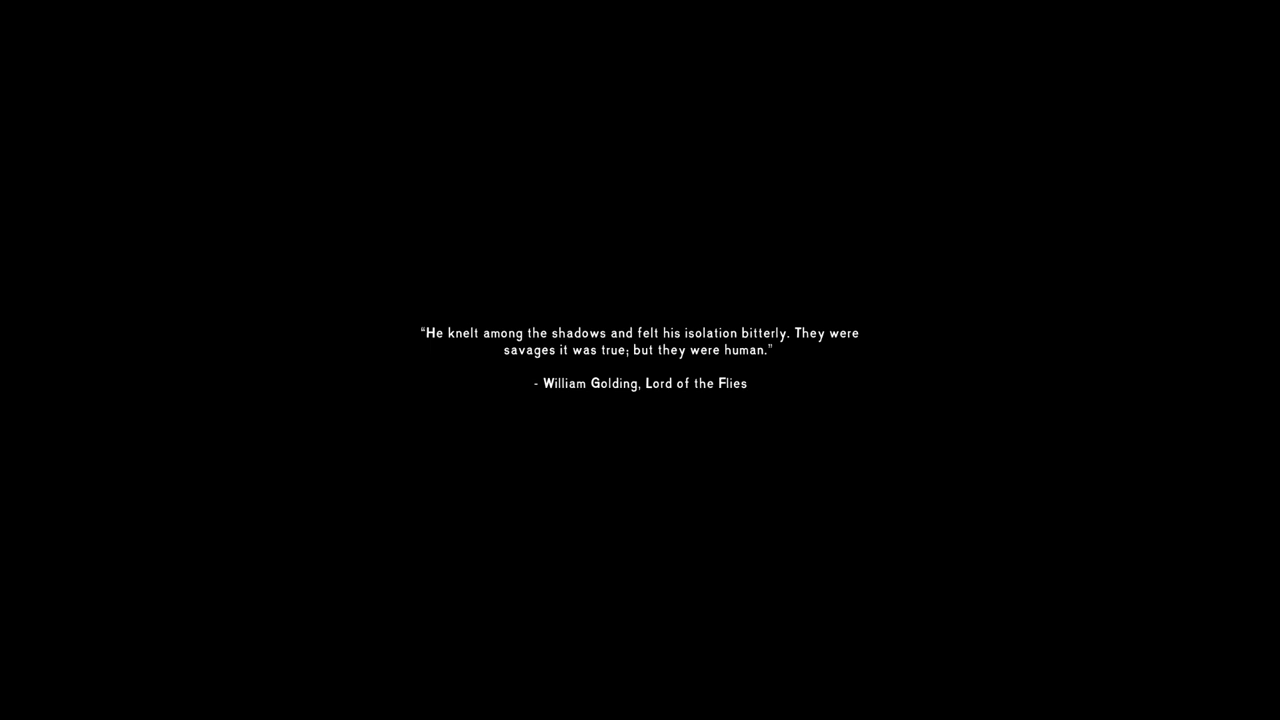 “He knelt among the shadows and felt his isolation bitterly. They were
savages it was true; but they were human.”
- William Golding, Lord of the Flies